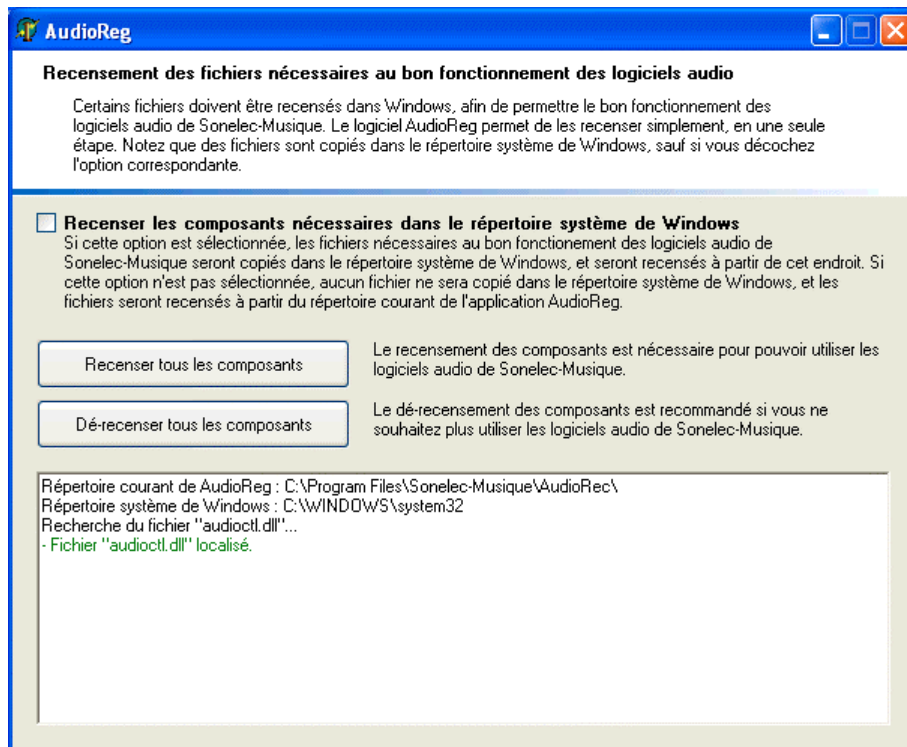 AudioReg
Recensement des fichiers nécessaires au bon fonctionnement des logiciels audio
Certains fichiers doivent être recensés dans Windows, afin de permettre le bon fonctionnement des
logiciels audio de Sonelec-Musique. Le logiciel AudioReg permet de les recenser simplement, en une seule
étape. Notez que des fichiers sont copiés dans le répertoire système de Windows, sauf si vous décochez
l'option correspondante.
Recenser les composants nécessaires dans le répertoire système de Windows
Si cette option est sélectionnée, les fichiers nécessaires au bon fonctionement des logiciels audio de
Sonelec-Musique seront copiés dans le répertoire système de Windows, et seront recensés à partir de cet endroit. Si
cette option n'est pas sélectionnée, aucun fichier ne sera copié dans le répertoire système de Windows, et les
fichiers seront recensés à partir du répertoire courant de l'application AudioReg.
Recenser tous les composants
Le recensement des composants est nécessaire pour pouvoir utiliser les
logiciels audio de Sonelec-Musique.
Dé-recenser tous les composants
Le dé-recensement des composants est recommandé si vous ne
souhaitez plus utiliser les logiciels audio de Sonelec-Musique.
Répertoire courant de AudioReg : C:\Program Files\Sonelec-Musique\AudioRec\
Répertoire système de Windows : C:\WINDOWS\system32
Recherche du fichier "audioctl.dll"...
- Fichier "audioctl.dll" localisé.